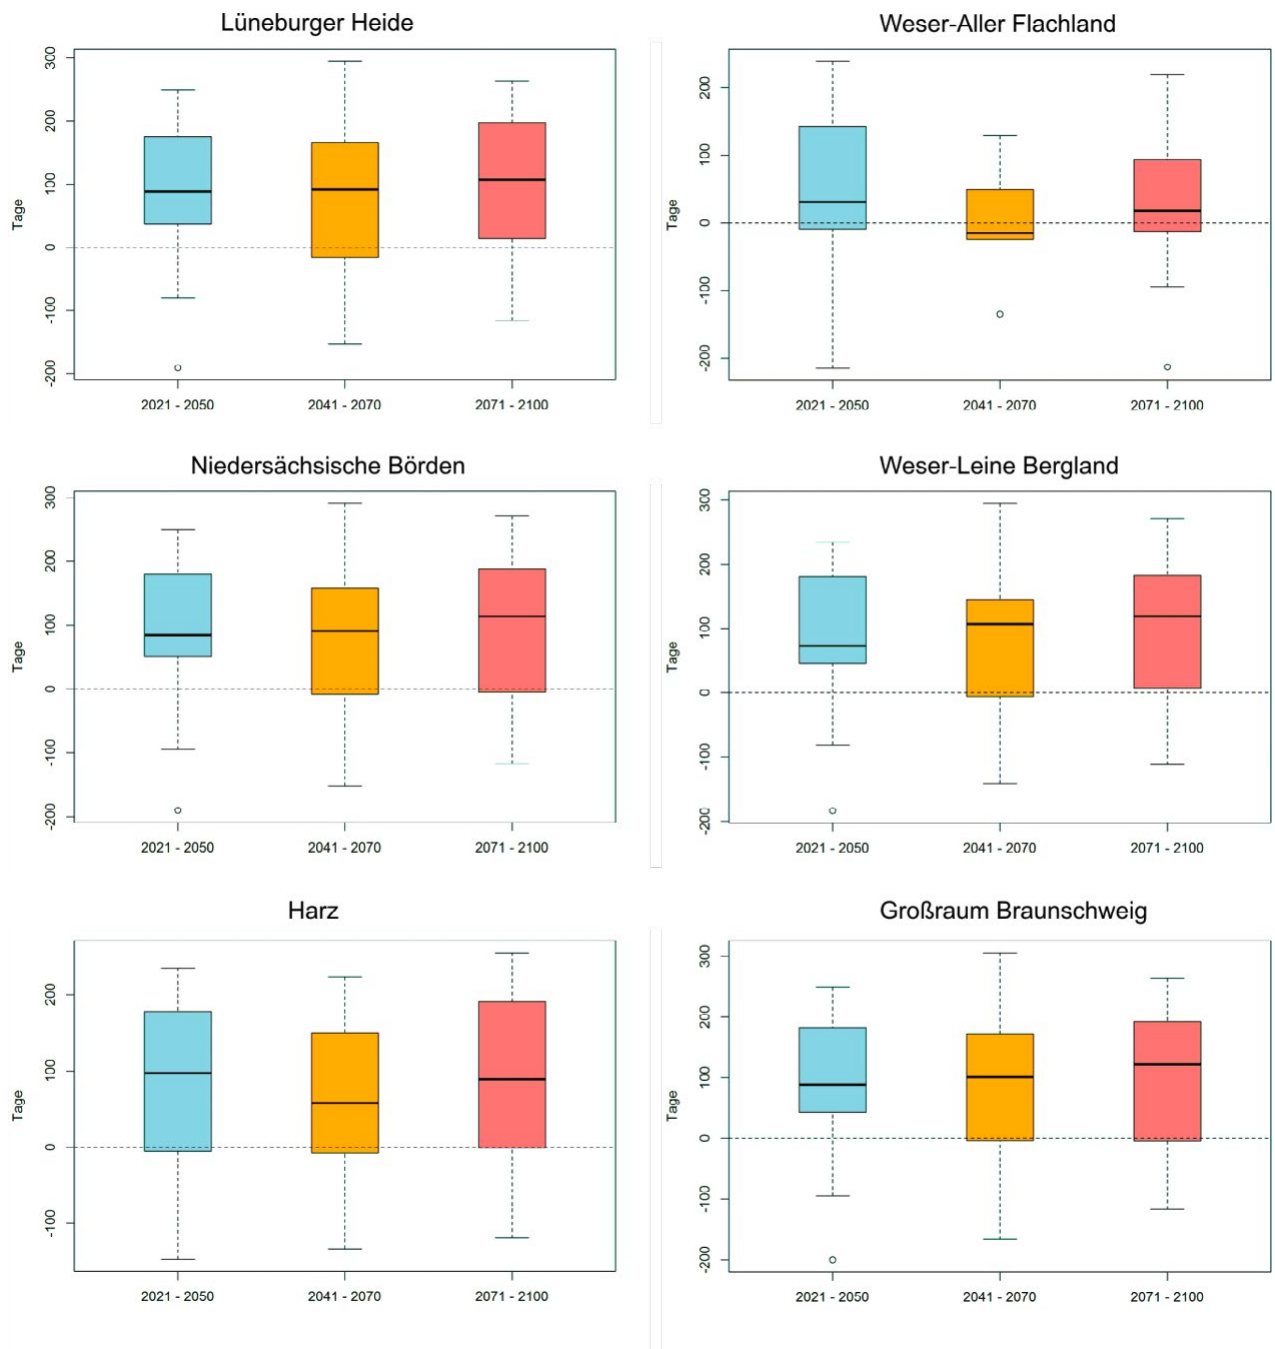 Lüneburger Heide
Tage
300
200
100
0
-100
-200
2021 - 2050
2041 - 2070
2071 - 2100
Weser-Aller Flachland
Tage
200
100
0
-100
-200
2021 - 2050
2041 - 2070
2071 - 2100
Niedersächsische Börden
Tage
300
200
100
0
-100
-200
2021 - 2050
2041 - 2070
2071 - 2100
Weser-Leine Bergland
Tage
300
200
100
0
-100
-200
2021 - 2050
2041 - 2070
2071 - 2100
Harz
Tage
200
100
0
-100
2021 - 2050
2041 - 2070
2071 - 2100
Großraum Braunschweig
Tage
300
200
100
0
-100
-200
2021 - 2050
2041 - 2070
2071 - 2100